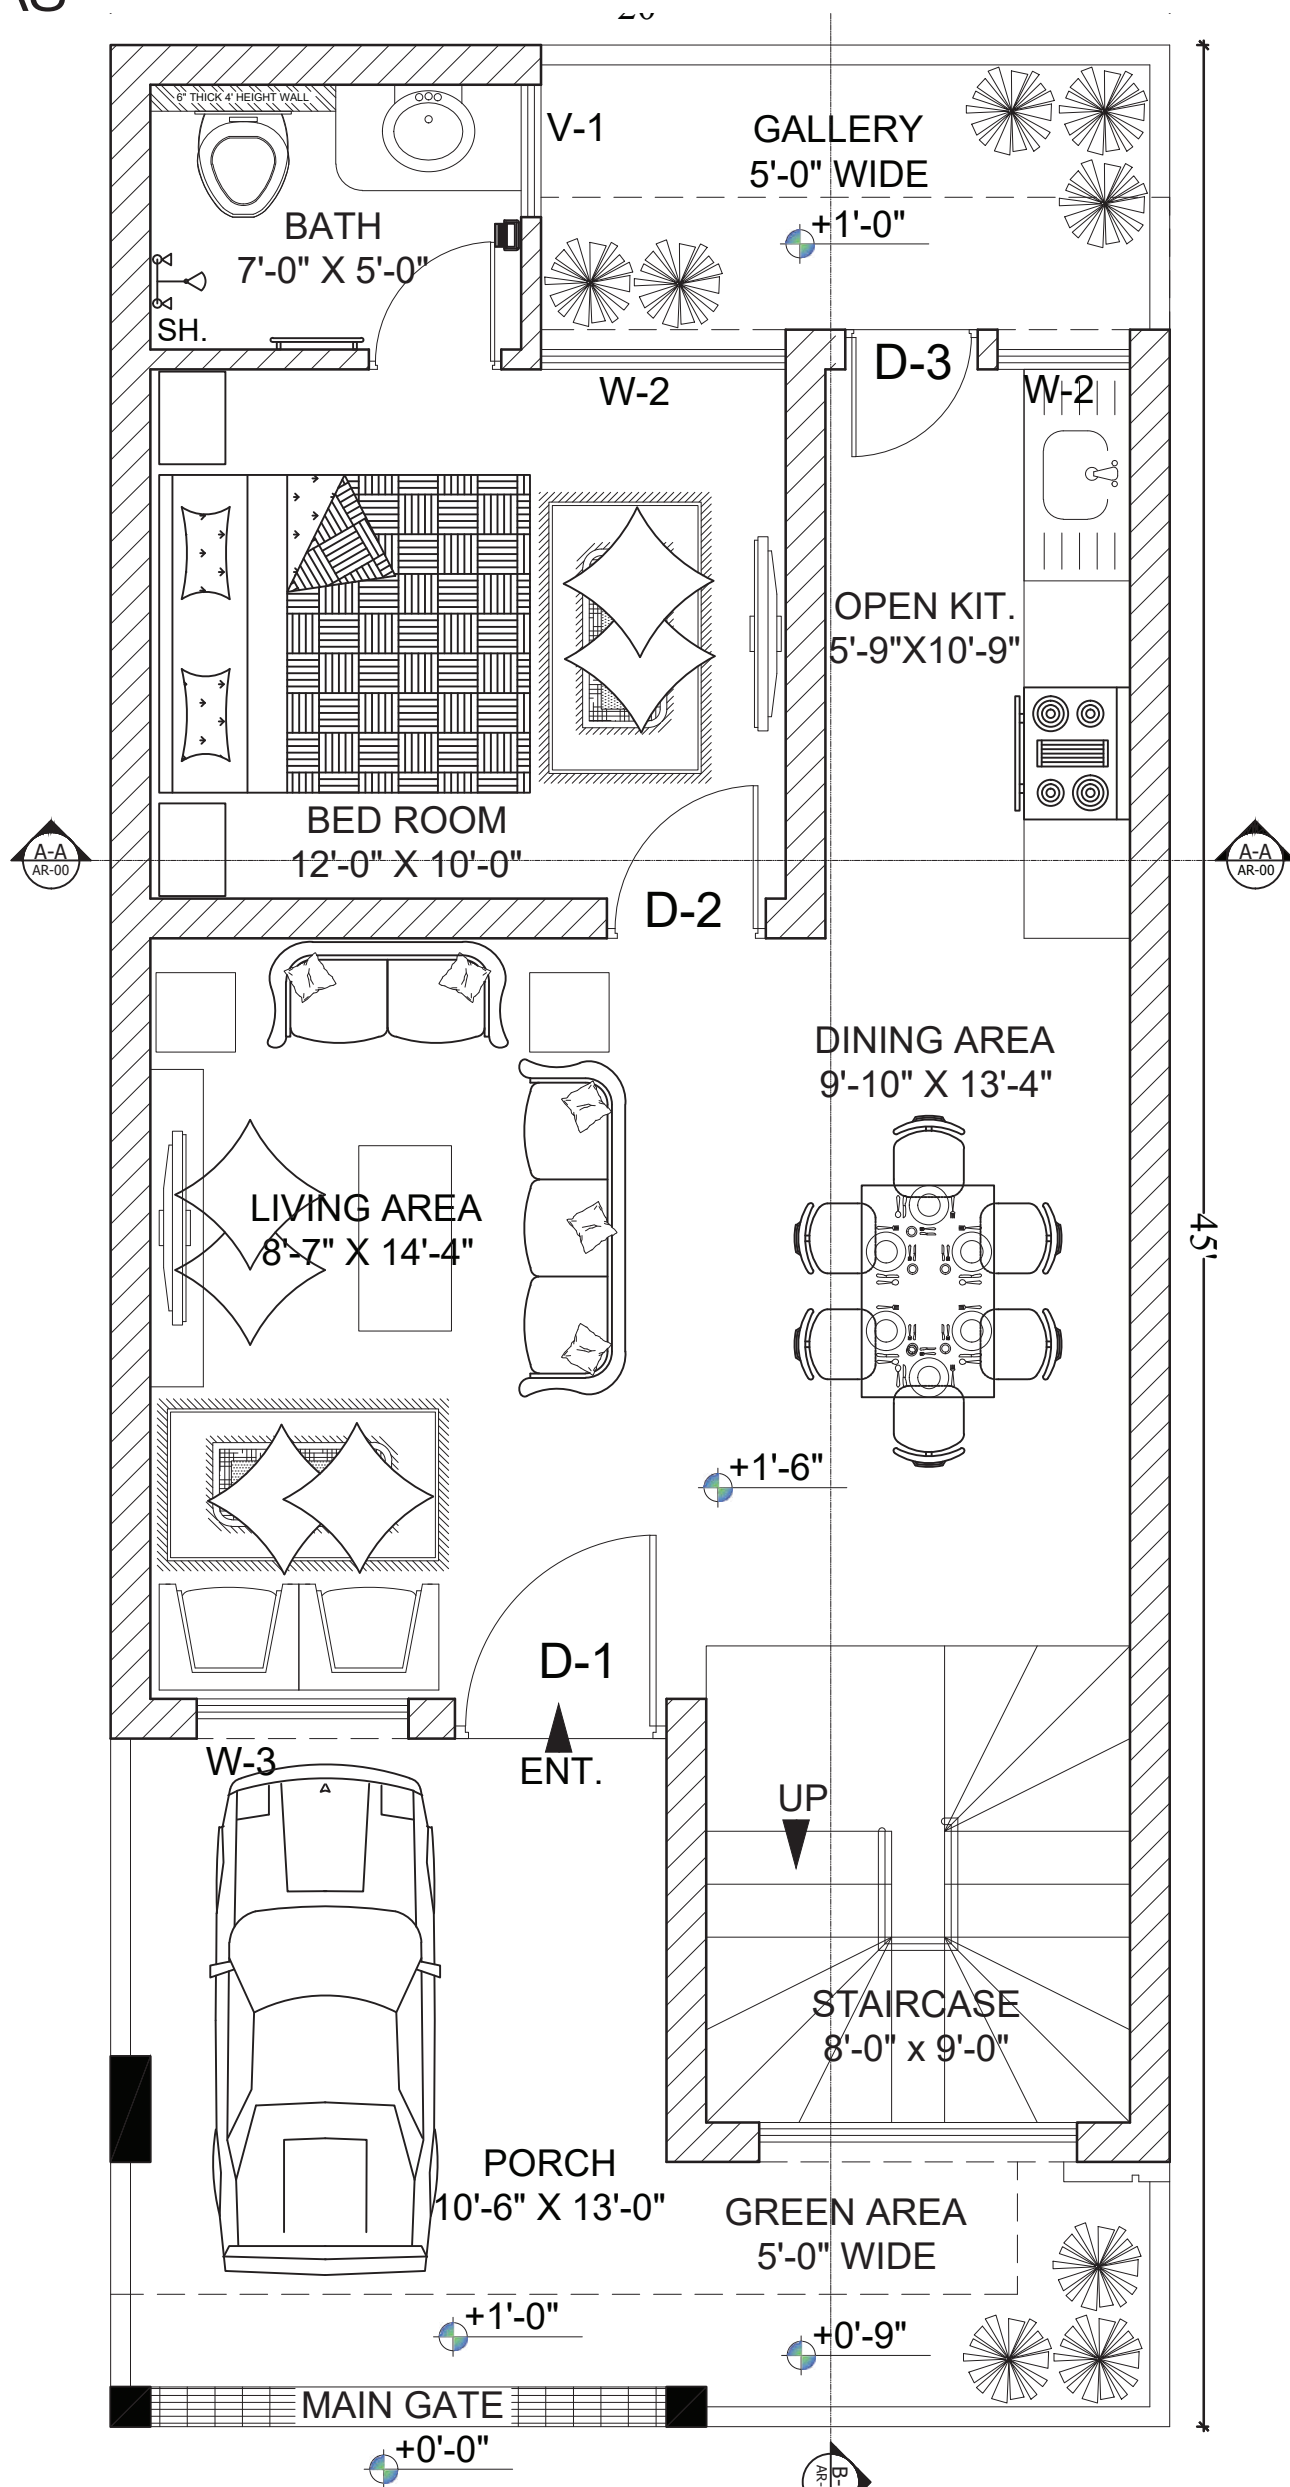 V-1
GALLERY
5'-0" WIDE
+1'-0"
6" THICK 4' HEIGHT WALL
BATH
7'-0" X 5'-0"
SH.
W-2
D-3
W-2
OPEN KIT.
5'-9"X10'-9"
BED ROOM
12'-0" X 10'-0"
A-A
AR-00
A-A
AR-00
D-2
DINING AREA
9'-10" X 13'-4"
LIVING AREA
8'-7" X 14'-4"
45'
+1'-6"
D-1
ENT.
W-3
UP
STAIRCASE
8'-0" x 9'-0"
PORCH
10'-6" X 13'-0"
GREEN AREA
5'-0" WIDE
+1'-0"
+0'-9"
MAIN GATE
+0'-0"
B-
AR-